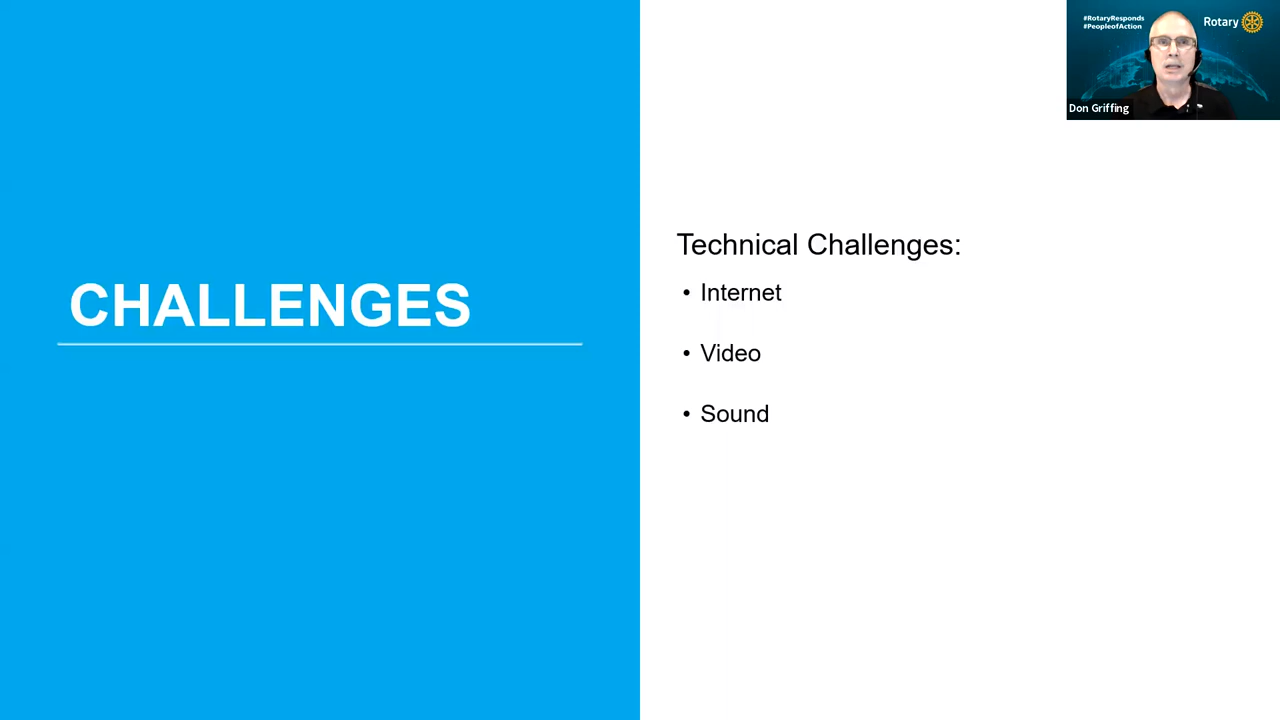 #RotaryResponds
#PeopleofAction
Rotary
Don Griffing
CHALLENGES
Technical Challenges:
• Internet
• Video
• Sound